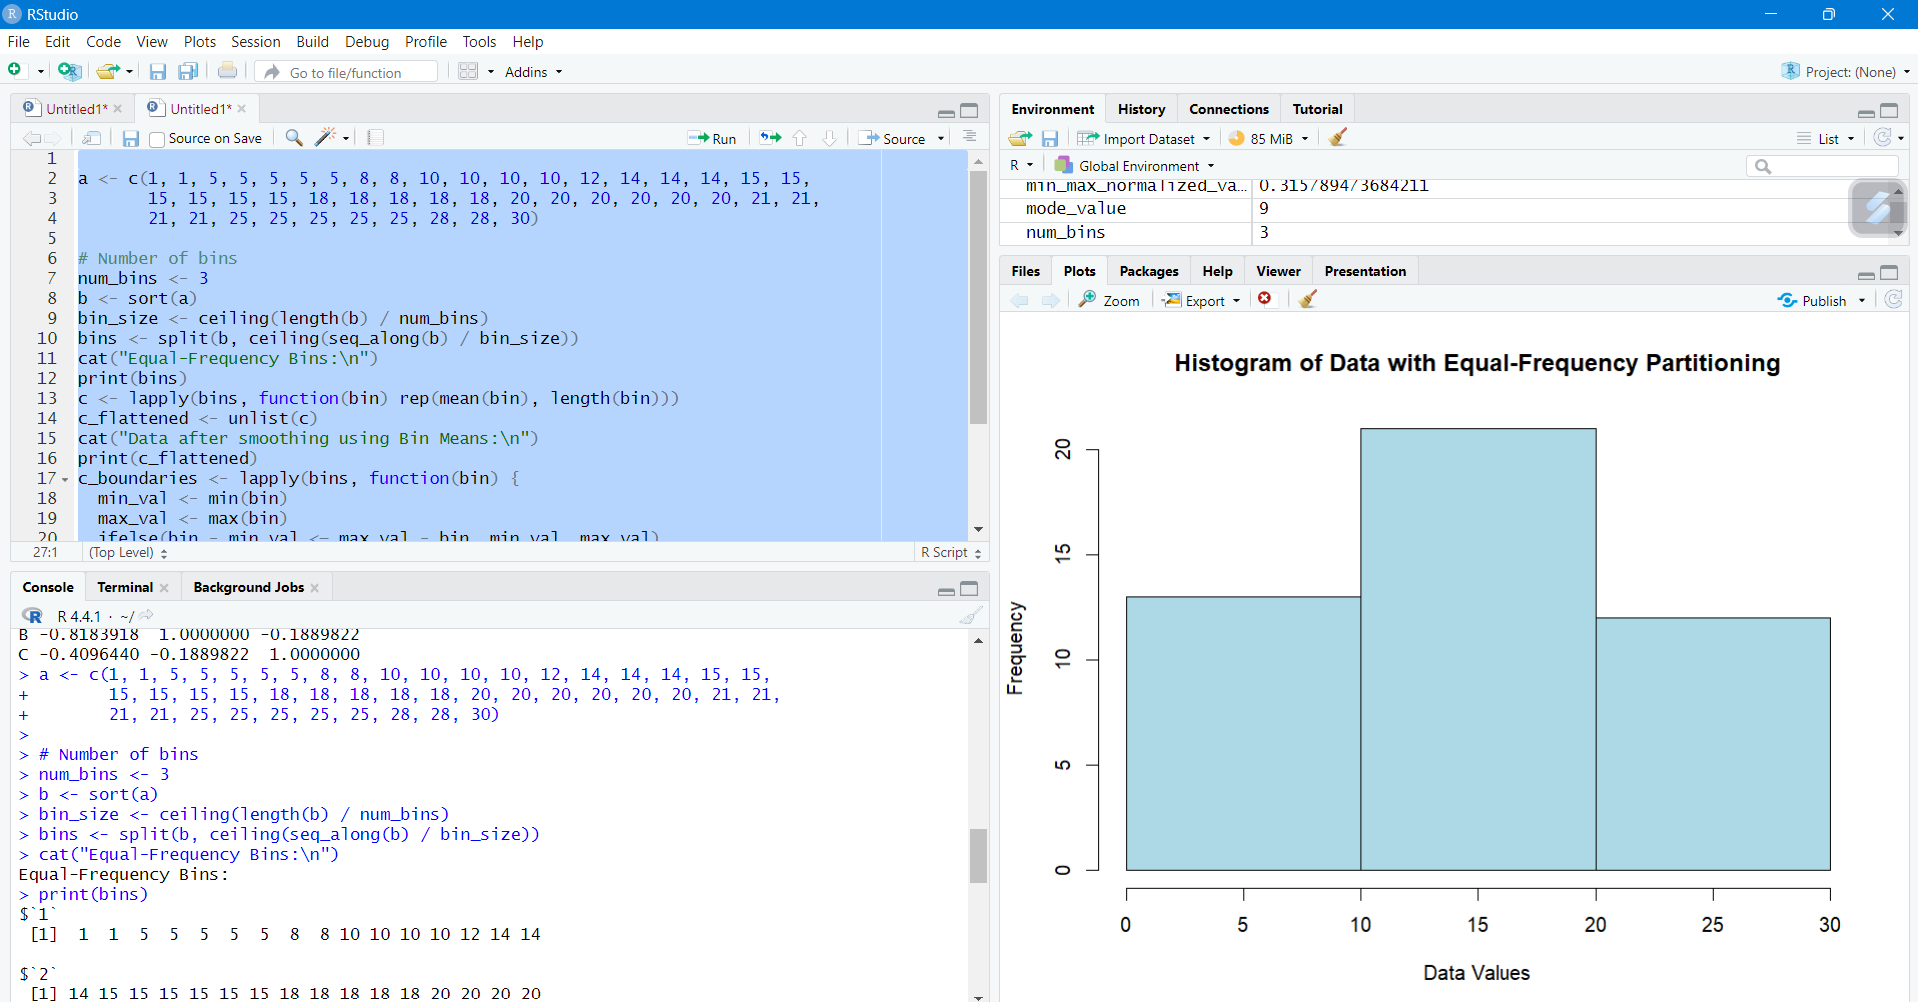 RStudio
File Edit Code View Plots Session Build Debug Profile Tools Help
Go to file/function
Addins
Project: (None)
Untitled1*
Untitled1*
Source on Save
Run
Source
1
2 a <- c(1, 1, 5, 5, 5, 5, 5, 8, 8, 10, 10, 10, 10, 12, 14, 14, 14, 15, 15,
3 15, 15, 15, 15, 18, 18, 18, 18, 18, 20, 20, 20, 20, 20, 20, 21, 21,
4 21, 21, 25, 25, 25, 25, 25, 28, 28, 30)
5
6 # Number of bins
7 num_bins <- 3
8 b <- sort(a)
9 bin_size <- ceiling(length(b) / num_bins)
10 bins <- split(b, ceiling(seq_along(b) / bin_size))
11 cat("Equal-Frequency Bins:\n")
12 print(bins)
13 c <- lapply(bins, function(bin) rep(mean(bin), length(bin)))
14 c_flattened <- unlist(c)
15 cat("Data after smoothing using Bin Means:\n")
16 print(c_flattened)
17 c_boundaries <- lapply(bins, function(bin) {
18 min_val <- min(bin)
19 max_val <- max(bin)
20 ifelse(bin - min_val <= max_val - bin, min_val, max_val)
27:1
(Top Level)
R Script
Console
Terminal
Background Jobs
R 4.4.1 · ~/
B -0.8183918 1.0000000 -0.1889822
C -0.4096440 -0.1889822 1.0000000
> a <- c(1, 1, 5, 5, 5, 5, 5, 8, 8, 10, 10, 10, 10, 12, 14, 14, 14, 15, 15,
+ 15, 15, 15, 15, 18, 18, 18, 18, 18, 20, 20, 20, 20, 20, 20, 21, 21,
+ 21, 21, 25, 25, 25, 25, 25, 28, 28, 30)
>
> # Number of bins
> num_bins <- 3
> b <- sort(a)
> bin_size <- ceiling(length(b) / num_bins)
> bins <- split(b, ceiling(seq_along(b) / bin_size))
> cat("Equal-Frequency Bins:\n")
Equal-Frequency Bins:
> print(bins)
$`1`
[1] 1 1 5 5 5 5 5 8 8 10 10 10 10 12 14 14
$`2`
[1] 14 15 15 15 15 15 15 18 18 18 18 18 20 20 20 20
Environment
History
Connections
Tutorial
Import Dataset
85 MiB
List
R
Global Environment
min_max_normalized_va… 0.315789473684211
mode_value 9
num_bins 3
Files
Plots
Packages
Help
Viewer
Presentation
Zoom
Export
Publish
Histogram of Data with Equal-Frequency Partitioning
Frequency
20
15
10
5
0
0 5 10 15 20 25 30
Data Values